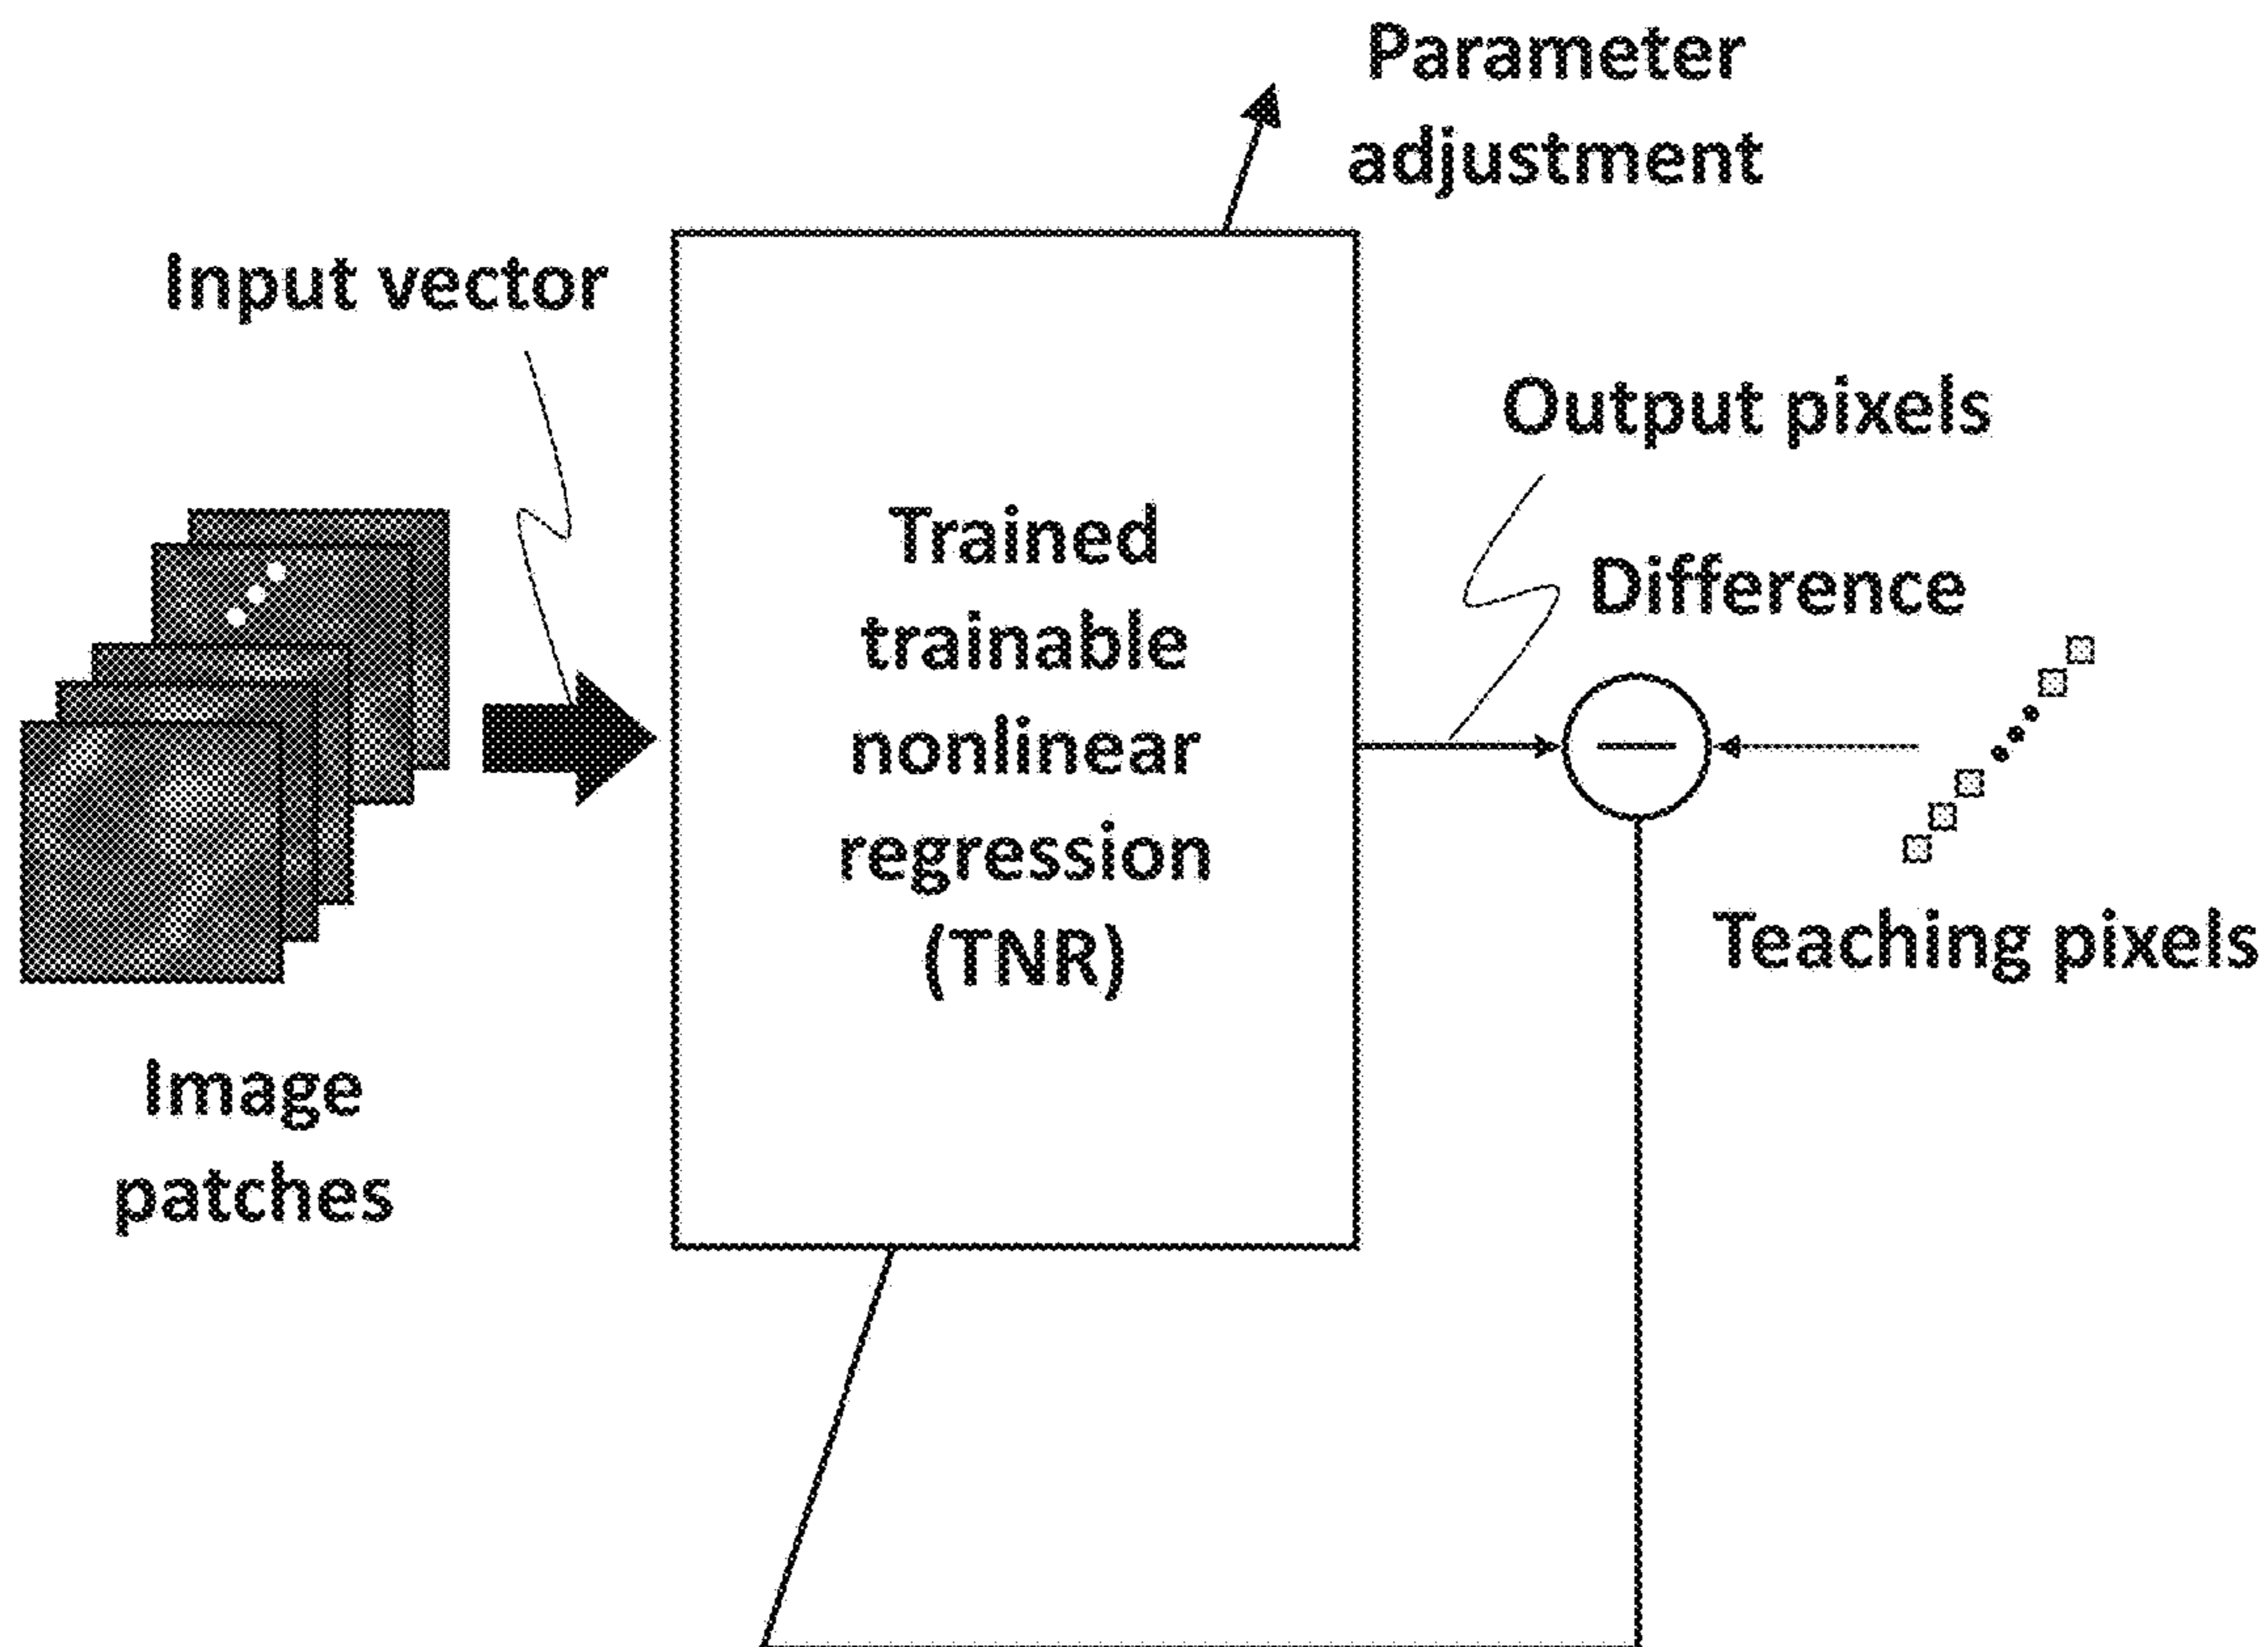 Parameter
adjustment
Input vector
Output pixels
Difference
Trained
trainable
nonlinear
regression
(TNR)
Teaching pixels
Image
patches